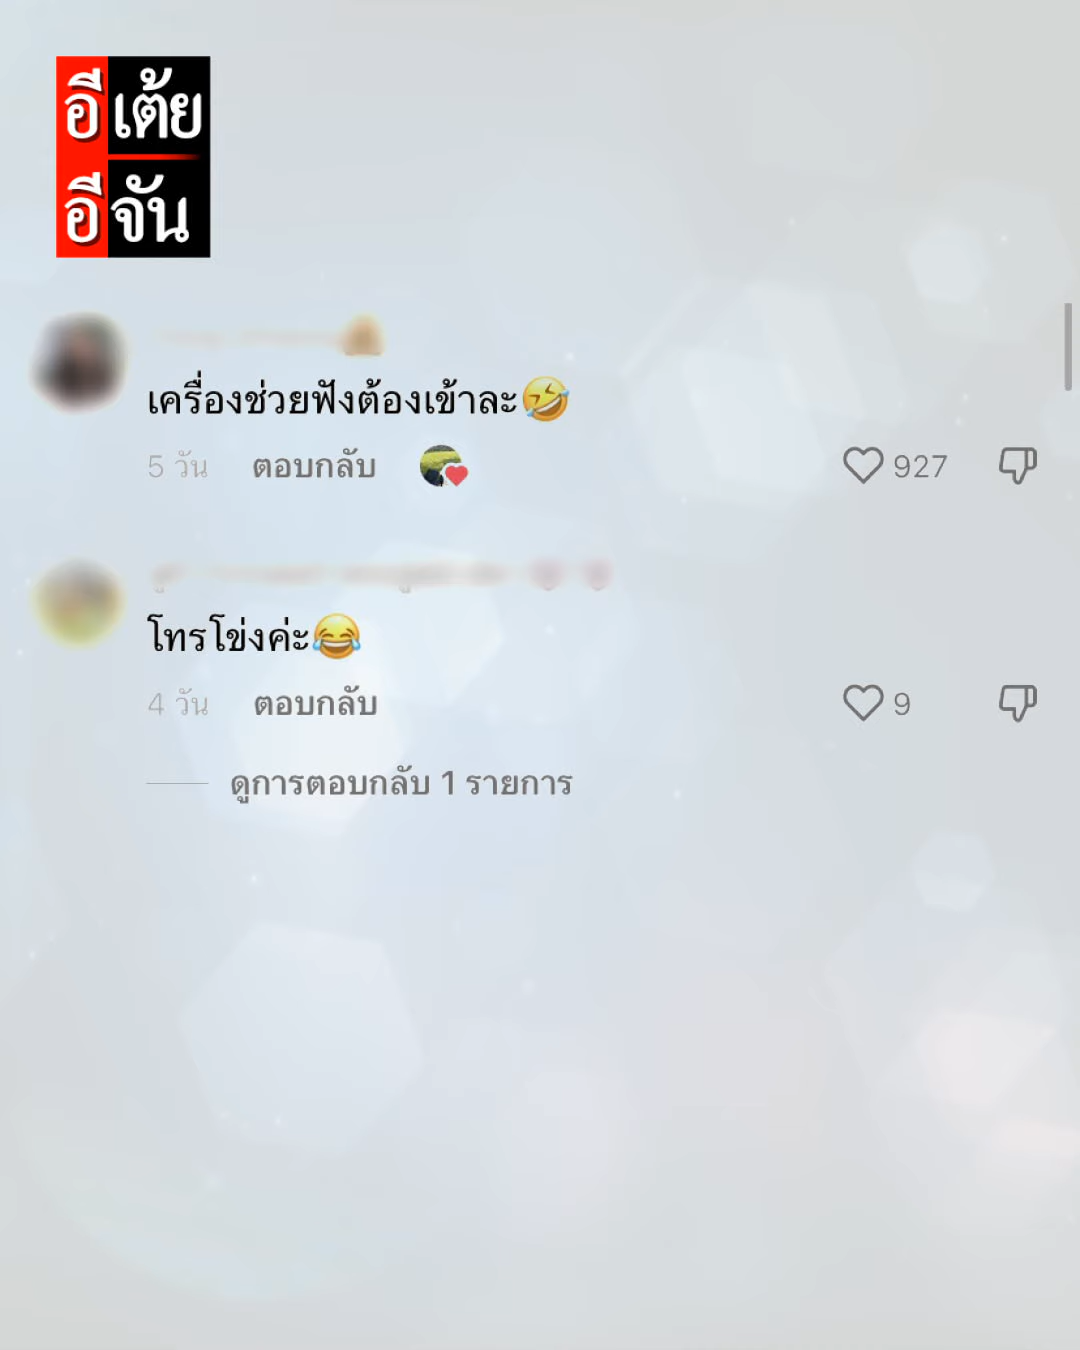 อีเต้ย
อีจัน
เครื่องช่วยฟังต้องเข้าละ🤣
5 วัน ตอบกลับ 927
โทรโข่งค่ะ😂
4 วัน ตอบกลับ 9
ดูการตอบกลับ 1 รายการ